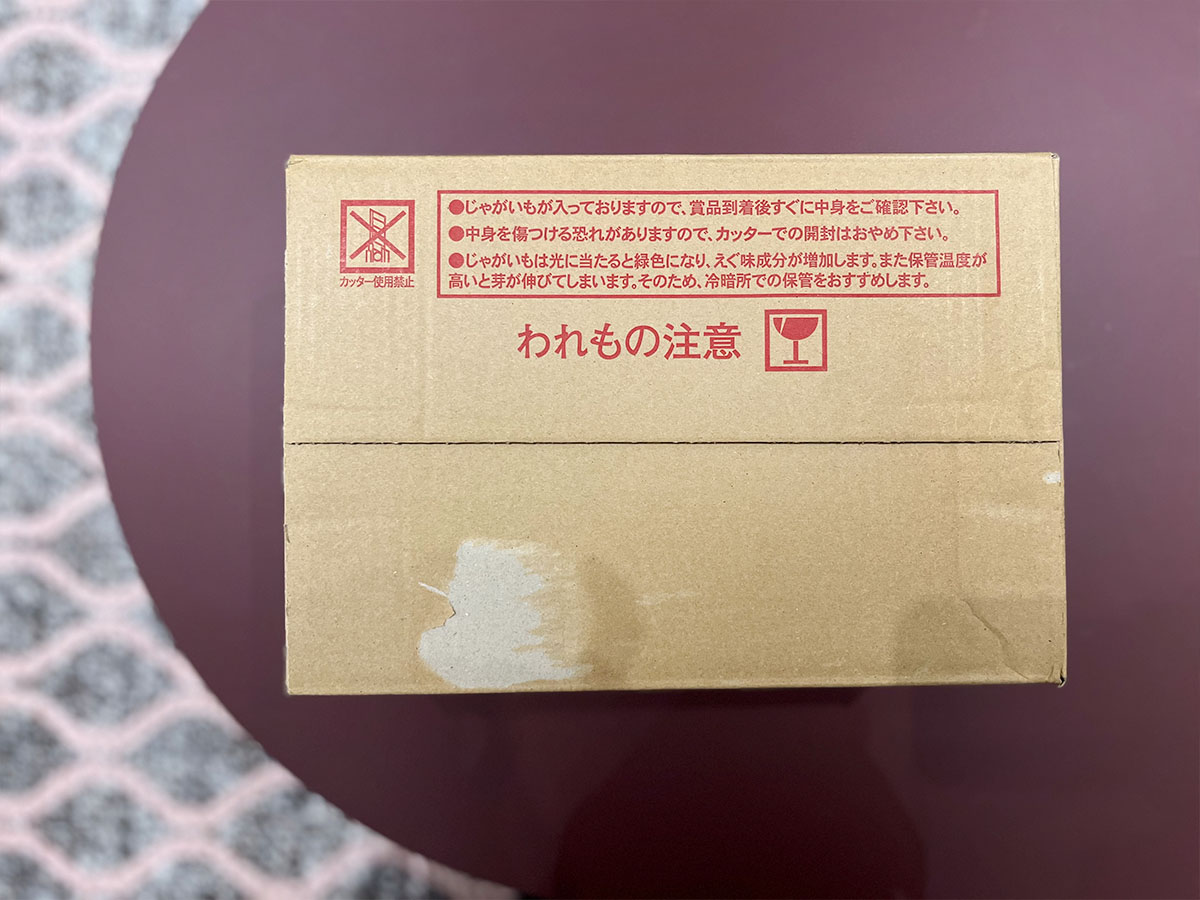 ●じゃがいもが入っておりますので、賞品到着後すぐに中身をご確認下さい。
●中身を傷つける恐れがありますので、カッターでの開封はおやめ下さい。
●じゃがいもは光に当たると緑色になり、えぐ味成分が増加します。また保管温度が
高いと芽が伸びてしまいます。そのため、冷暗所での保管をおすすめします。
カッター使用禁止
われもの注意